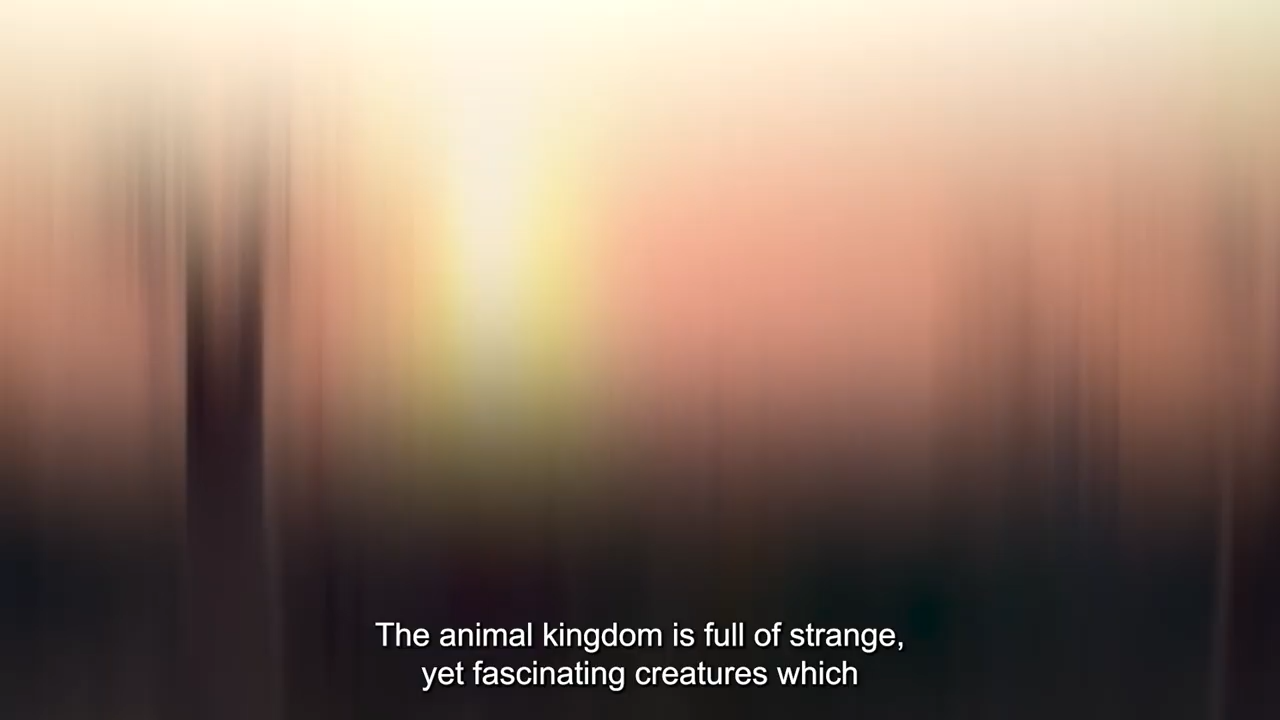 The animal kingdom is full of strange,
yet fascinating creatures which